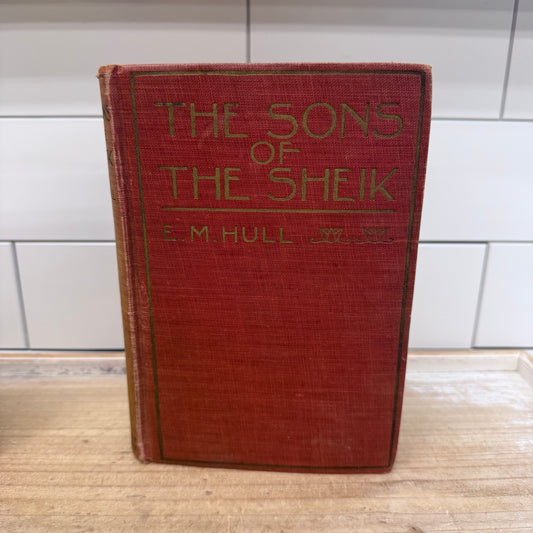 THE SONS
OF
THE SHEIK
E. M. HULL